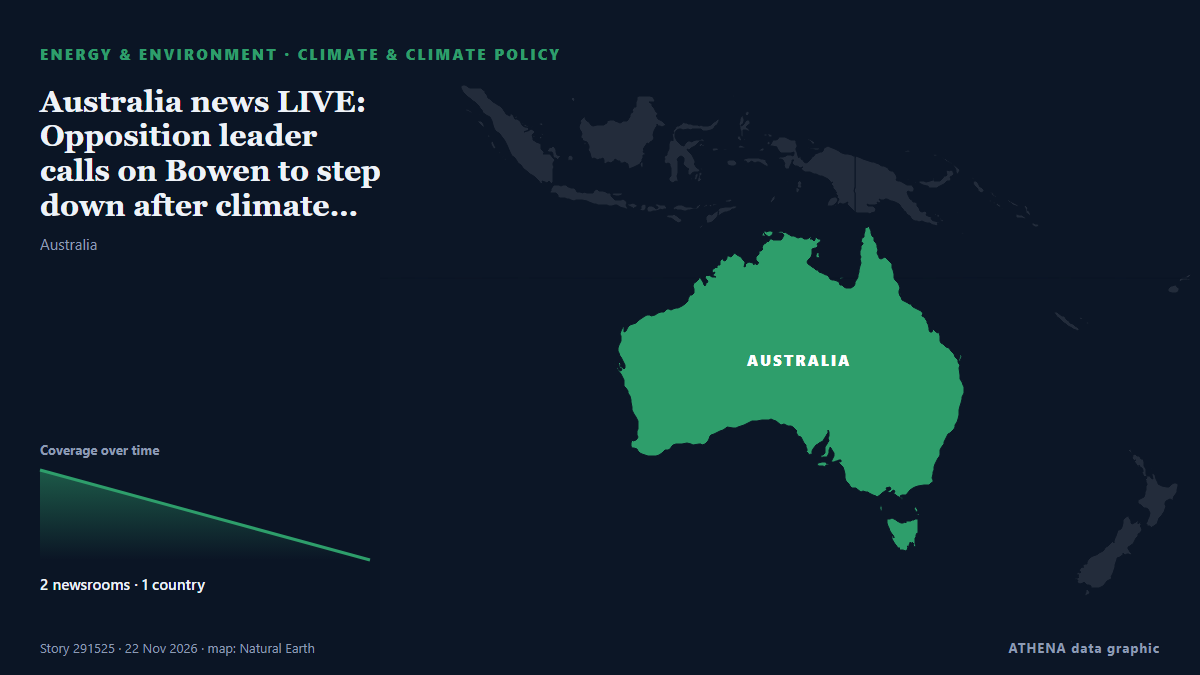 ENERGY & ENVIRONMENT · CLIMATE & CLIMATE POLICY
Australia news LIVE:
Opposition leader
calls on Bowen to step
down after climate...
Australia
AUSTRALIA
Coverage over time
2 newsrooms · 1 country
Story 291525 · 22 Nov 2026 · map: Natural Earth
ATHENA data graphic